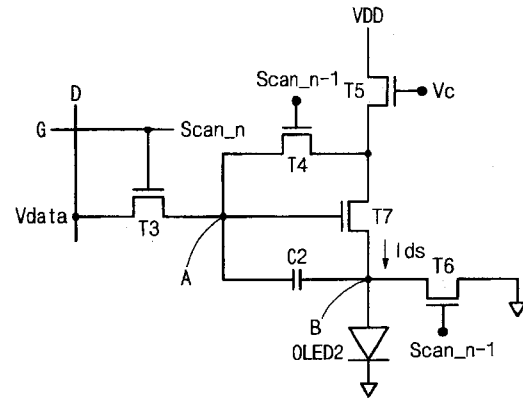 VDD
D
Scan_n-1
T5
Vc
G
Scan_n
T4
Vdata
T3
T7
A
C2
Ids
T6
B
OLED2
Scan_n-1